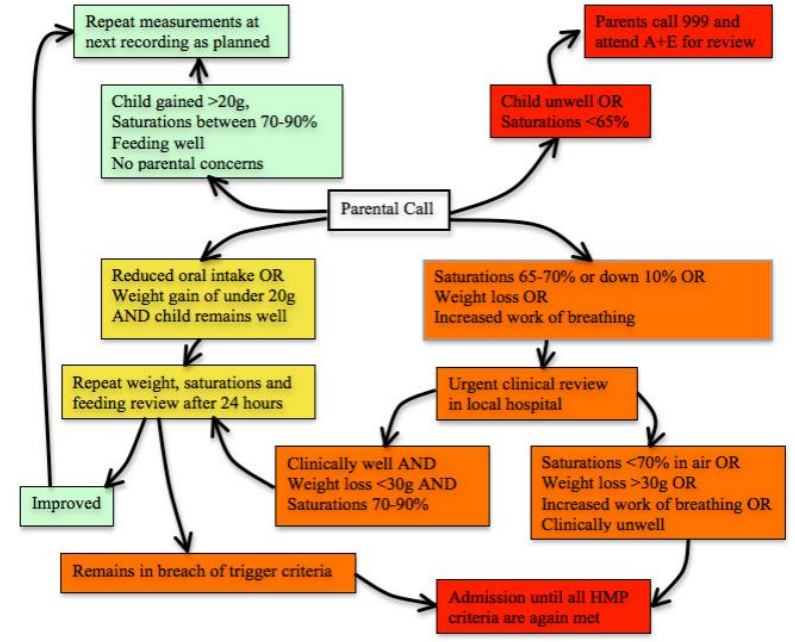 Repeat measurements at
next recording as planned
Parents call 999 and
attend A+E for review
Child gained >20g,
Saturations between 70-90%
Feeding well
No parental concerns
Child unwell OR
Saturations <65%
Parental Call
Reduced oral intake OR
Weight gain of under 20g
AND child remains well
Saturations 65-70% or down 10% OR
Weight loss OR
Increased work of breathing
Repeat weight, saturations and
feeding review after 24 hours
Urgent clinical review
in local hospital
Clinically well AND
Weight loss <30g AND
Saturations 70-90%
Saturations <70% in air OR
Weight loss >30g OR
Increased work of breathing OR
Clinically unwell
Improved
Remains in breach of trigger criteria
Admission until all HMP
criteria are again met